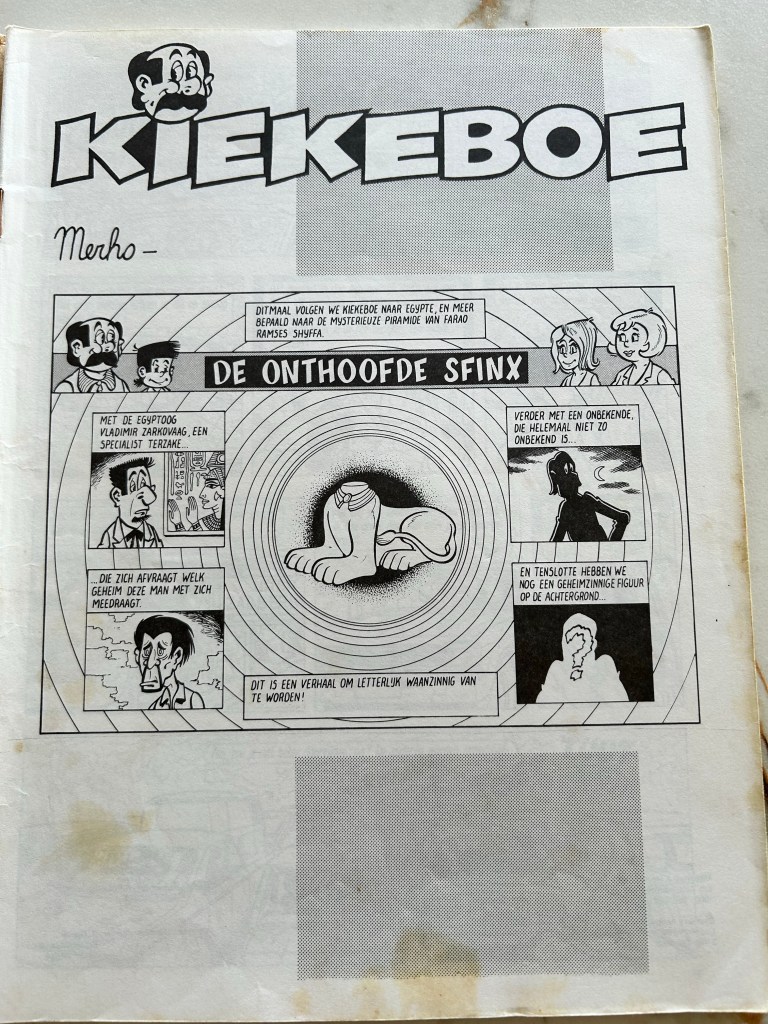 KIEKEBOE
Merho –
DITMAAL VOLGEN WE KIEKEBOE NAAR EGYPTE, EN MEER
BEPAALD NAAR DE MYSTERIEUZE PIRAMIDE VAN FARAO
RAMSES SHYFFA.
DE ONTHOOFDE SFINX
MET DE EGYPTOOG
VLADIMIR ZARKOVAAG, EEN
SPECIALIST TERZAKE...
VERDER MET EEN ONBEKENDE,
DIE HELEMAAL NIET ZO
ONBEKEND IS...
...DIE ZICH AFVRAAGT WELK
GEHEIM DEZE MAN MET ZICH
MEEDRAAGT.
EN TENSLOTTE HEBBEN WE
NOG EEN GEHEIMZINNIGE FIGUUR
OP DE ACHTERGROND...
?
DIT IS EEN VERHAAL OM LETTERLIJK WAANZINNIG VAN
TE WORDEN!